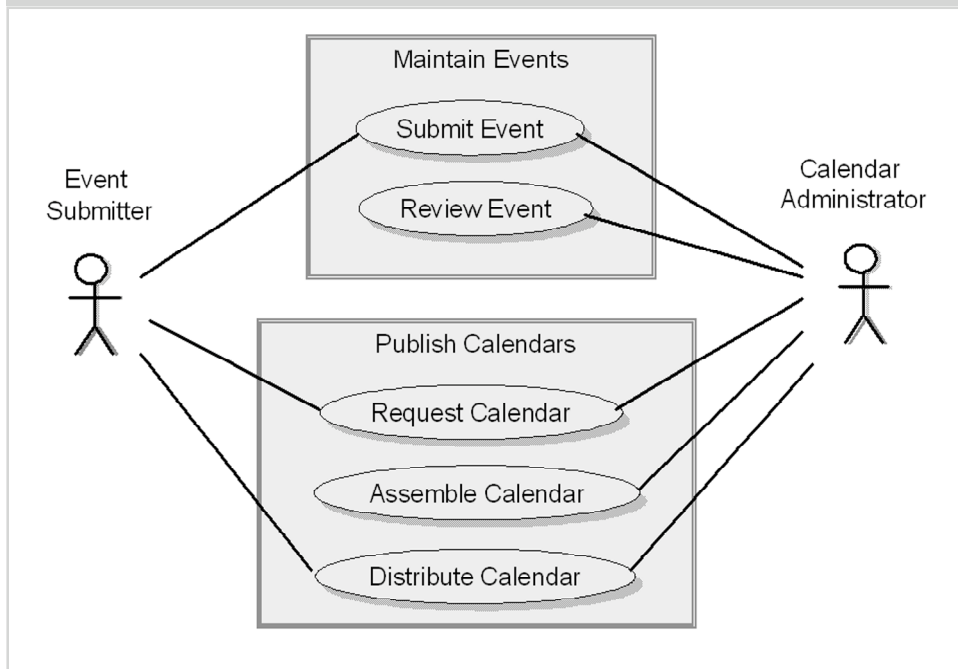 Maintain Events
Submit Event
Review Event
Event
Submitter
Calendar
Administrator
Publish Calendars
Request Calendar
Assemble Calendar
Distribute Calendar